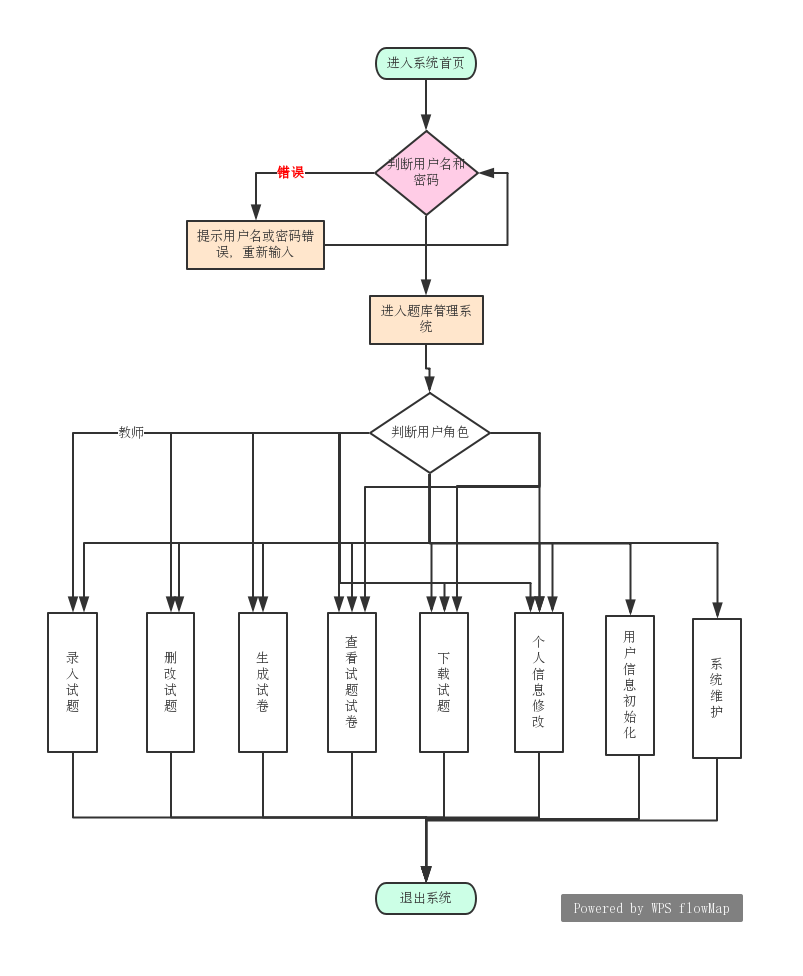 进入系统首页
判断用户名和
密码
错误
提示用户名或密码错
误，重新输入
进入题库管理系
统
判断用户角色
教师
录入试题
删改试题
生成试卷
查看试题试卷
下载试题
个人信息修改
用户信息初始化
系统维护
退出系统
Powered by WPS flowMap